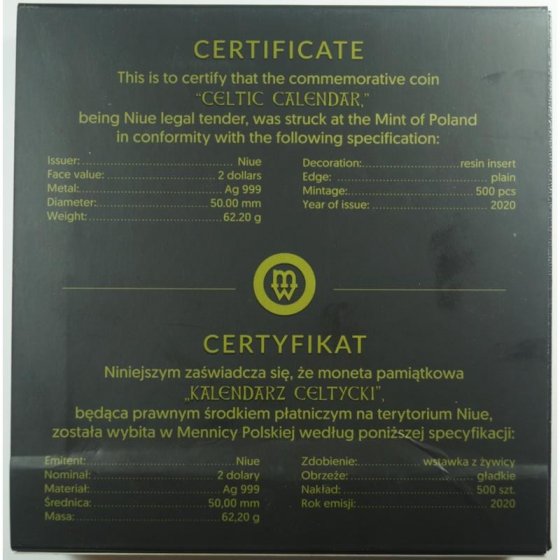 CERTIFICATE
This is to certify that the commemorative coin
"CELTIC CALENDAR,"
being Niue legal tender, was struck at the Mint of Poland
in conformity with the following specification:
Issuer: Niue
Face value: 2 dollars
Metal: Ag 999
Diameter: 50.00 mm
Weight: 62.20 g
Decoration: resin insert
Edge: plain
Mintage: 500 pcs
Year of issue: 2020
mw
CERTYFIKAT
Niniejszym zaświadcza się, że moneta pamiątkowa
„KALENDARZ CELTYCKI”,
będąca prawnym środkiem płatniczym na terytorium Niue,
została wybita w Mennicy Polskiej według poniższej specyfikacji:
Emitent: Niue
Nominał: 2 dolary
Materiał: Ag 999
Średnica: 50,00 mm
Masa: 62,20 g
Zdobienie: wstawka z żywicy
Obrzeże: gładkie
Nakład: 500 szt.
Rok emisji: 2020